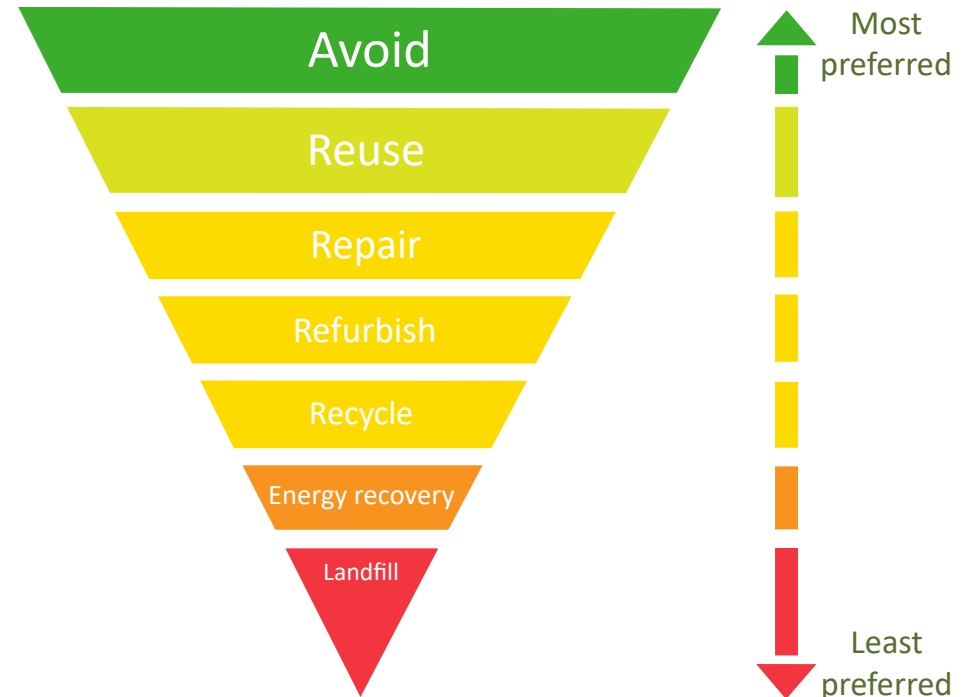 Avoid
Most
preferred
Reuse
Repair
Refurbish
Recycle
Energy recovery
Landfill
Least
preferred